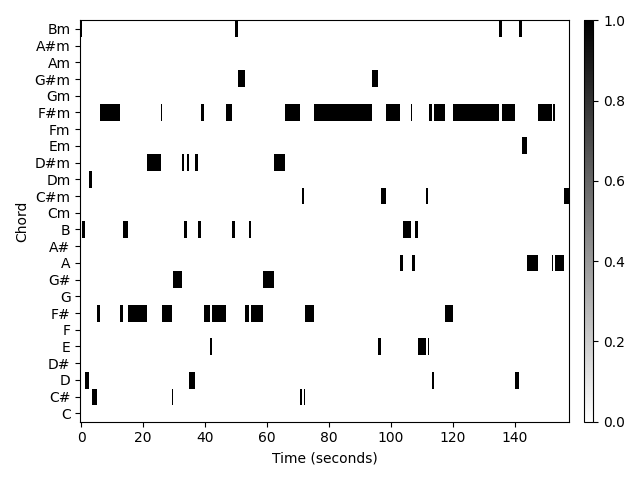 Bm
A#m
Am
G#m
Gm
F#m
Fm
Em
D#m
Dm
C#m
Cm
B
A#
A
G#
G
F#
F
E
D#
D
C#
C
Chord
0 20 40 60 80 100 120 140
Time (seconds)
1.0
0.8
0.6
0.4
0.2
0.0